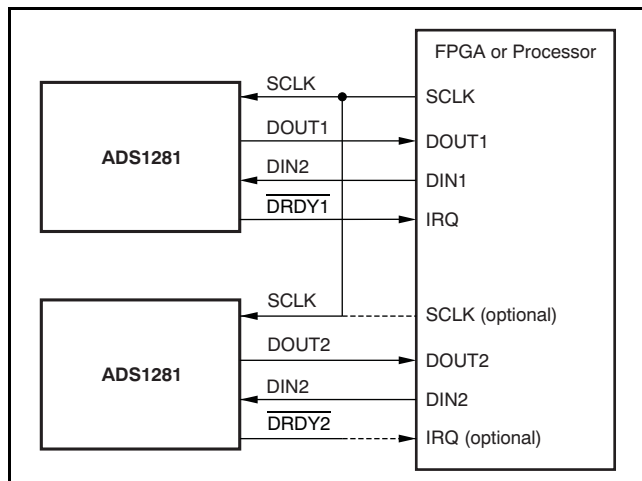 FPGA or Processor
SCLK SCLK
ADS1281
DOUT1 DOUT1
DIN2 DIN1
DRDY1 IRQ
SCLK SCLK (optional)
ADS1281
DOUT2 DOUT2
DIN2 DIN2
DRDY2 IRQ (optional)